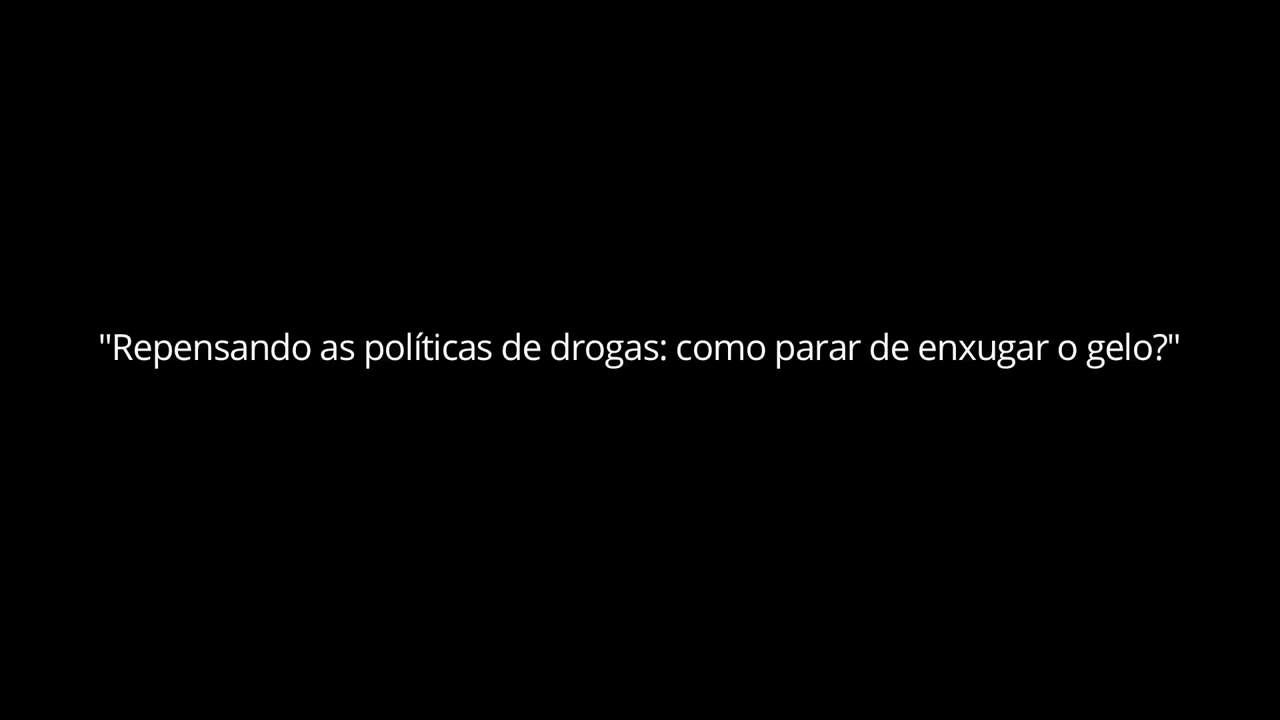 "Repensando as políticas de drogas: como parar de enxugar o gelo?"